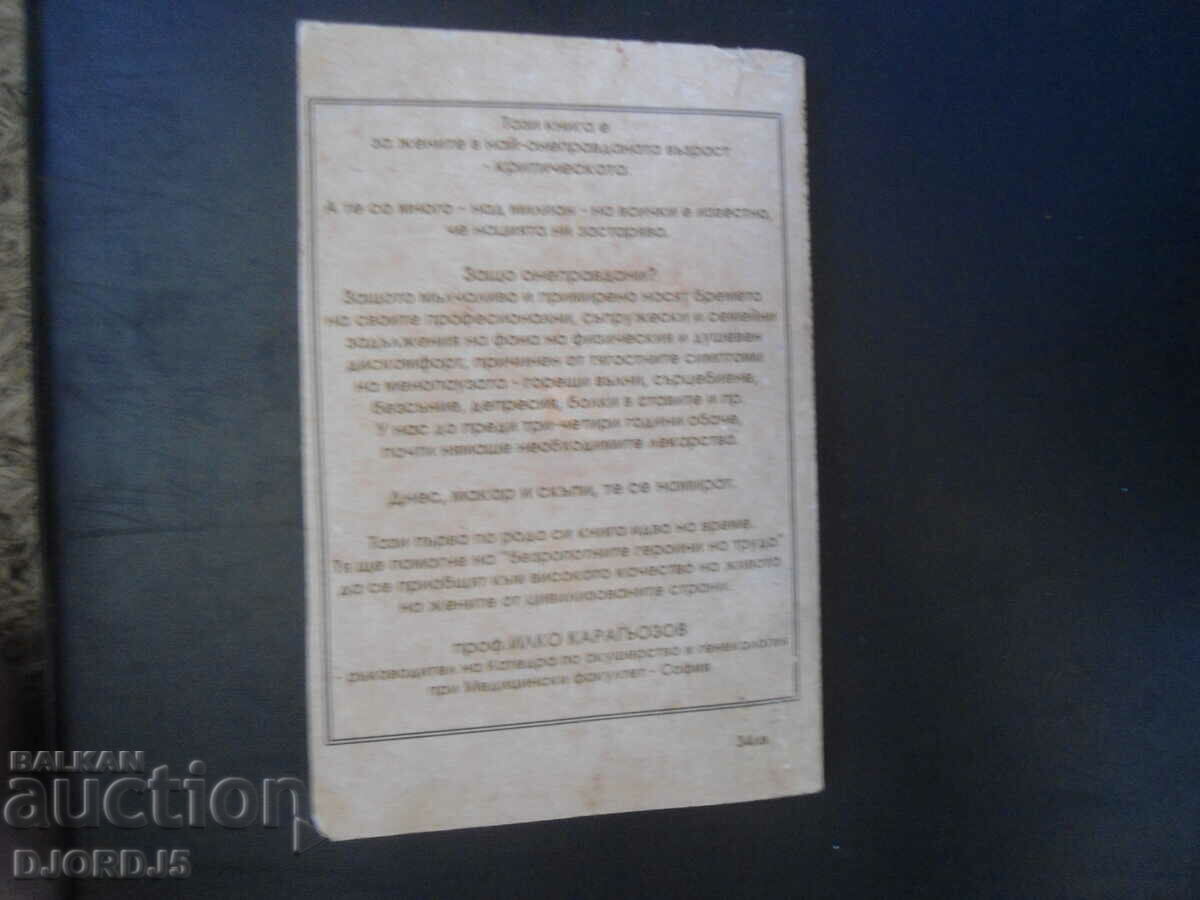 Тази книга е
за жените в най-онеправданата възраст
- критическата.
А те са много - над милион - на всички е известно,
че нацията ни застарява.
Защо онеправдани?
Защото мълчаливо и примирено носят бремето
на своите професионални, съпружески и семейни
задължения на фона на физическия и душевен
дискомфорт, причинен от тягостните симптоми
на менопаузата - горещи вълни, сърцебиене,
безсъние, депресия, болки в ставите и пр.
У нас до преди три-четири години обаче,
почти нямаше необходимите лекарства.
Днес, макар и скъпи, те се намират.
Тази първа по рода си книга идва на време.
Тя ще помогне на "безропотните героини на труда"
да се приобщят към високото качество на живота
на жените от цивилизованите страни.
проф. ИЛКО КАРАГЬОЗОВ
- ръководител на Катедра по акушерство и гинекология
при Медицински факултет - София
34лв.
BALKAN
auction
DJORDJ5